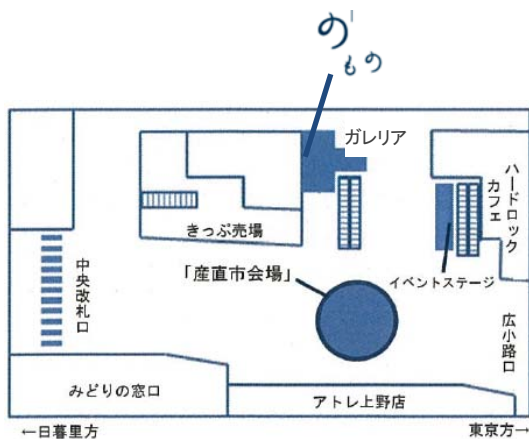 のもの
ガレリア
ハードロック
カフェ
きっぷ売場
「産直市会場」
イベントステージ
中央改札口
広小路口
みどりの窓口
アトレ上野店
←日暮里方
東京方→